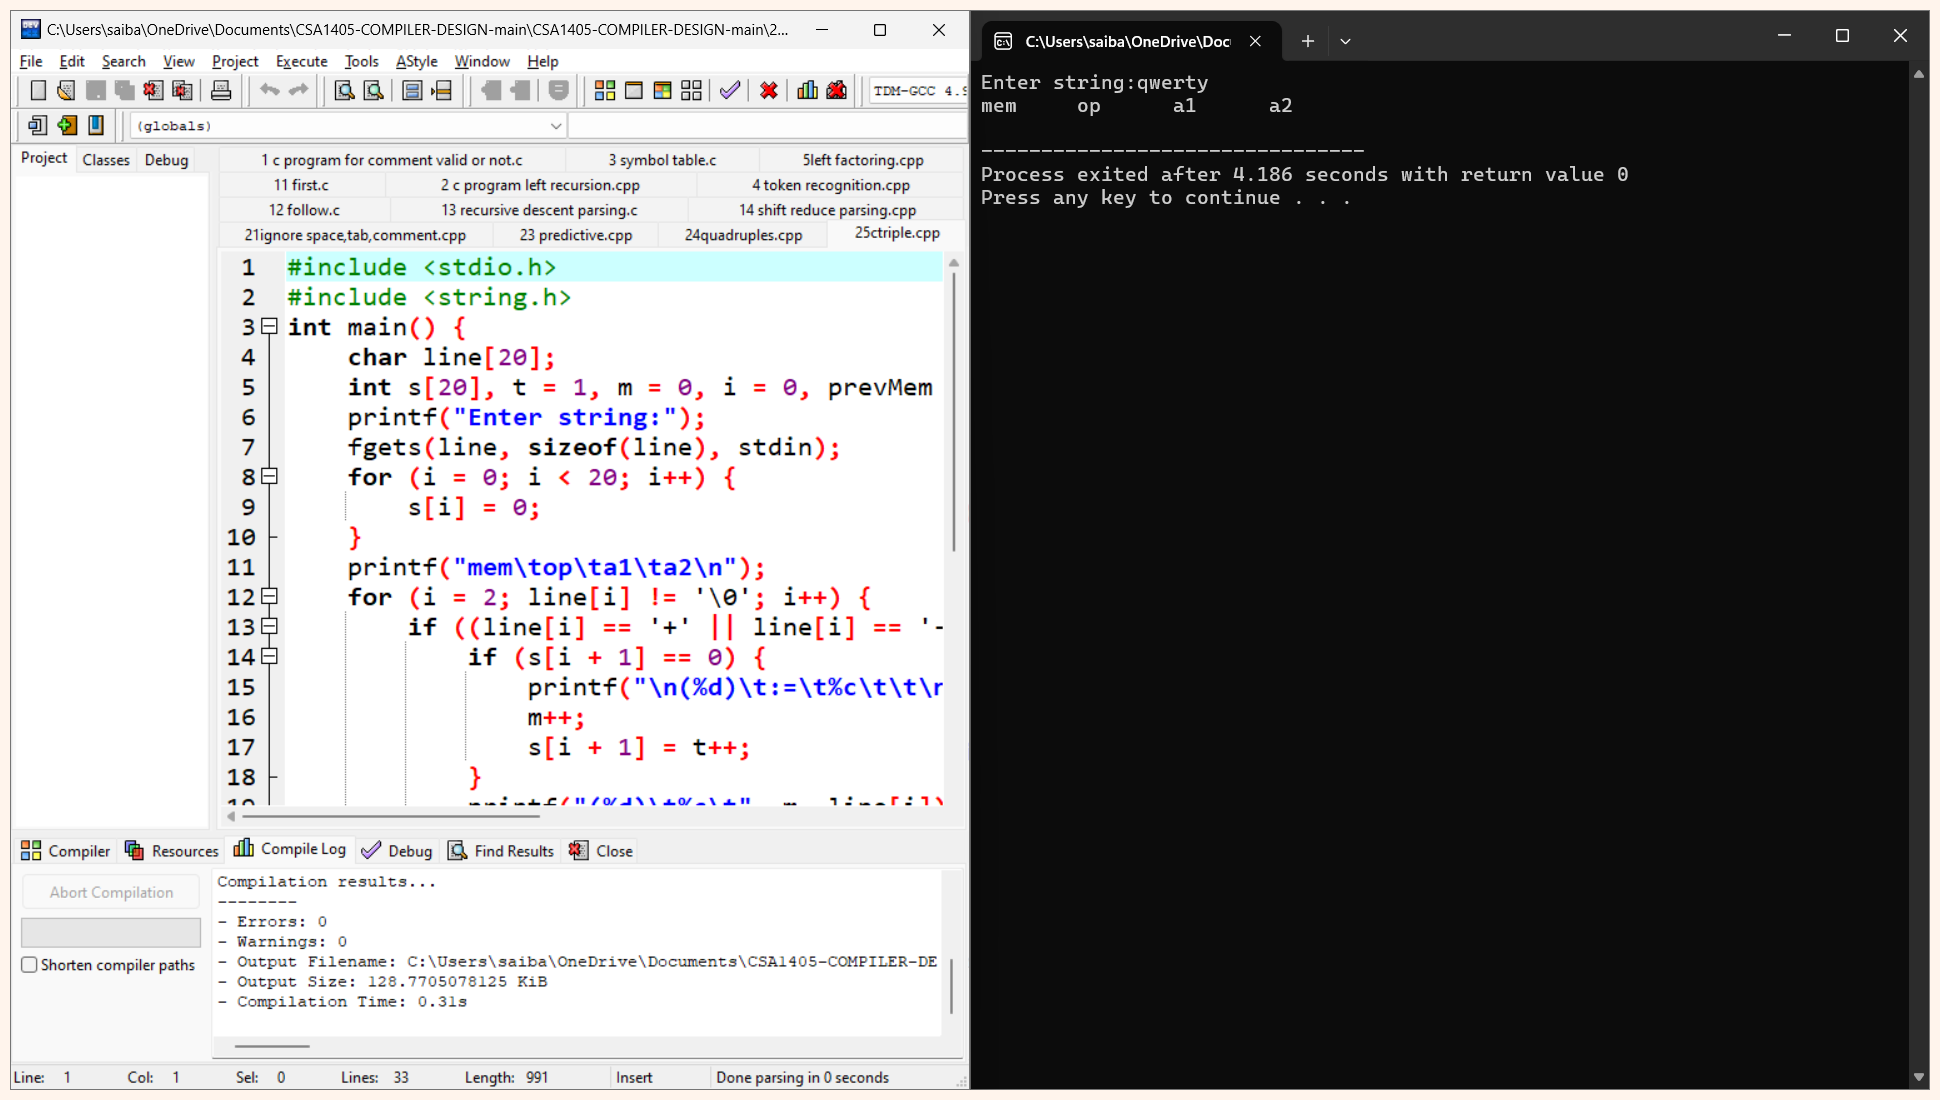 C:\Users\saiba\OneDrive\Documents\CSA1405-COMPILER-DESIGN-main\CSA1405-COMPILER-DESIGN-main\2...
File Edit Search View Project Execute Tools AStyle Window Help
TDM-GCC 4.9
(globals)
Project Classes Debug
1 c program for comment valid or not.c 3 symbol table.c 5left factoring.cpp
11 first.c 2 c program left recursion.cpp 4 token recognition.cpp
12 follow.c 13 recursive descent parsing.c 14 shift reduce parsing.cpp
21ignore space,tab,comment.cpp 23 predictive.cpp 24quadruples.cpp 25ctriple.cpp
1 #include <stdio.h>
2 #include <string.h>
3 int main() {
4 char line[20];
5 int s[20], t = 1, m = 0, i = 0, prevMem
6 printf("Enter string:");
7 fgets(line, sizeof(line), stdin);
8 for (i = 0; i < 20; i++) {
9 s[i] = 0;
10 }
11 printf("mem\top\ta1\ta2\n");
12 for (i = 2; line[i] != '\0'; i++) {
13 if ((line[i] == '+' || line[i] == '-
14 if (s[i + 1] == 0) {
15 printf("\n(%d)\t:=\t%c\t\t\n
16 m++;
17 s[i + 1] = t++;
18 }
19 printf("(%d)\t%c\t", m, line[i])
Compiler Resources Compile Log Debug Find Results Close
Abort Compilation
Shorten compiler paths
Compilation results...
--------
- Errors: 0
- Warnings: 0
- Output Filename: C:\Users\saiba\OneDrive\Documents\CSA1405-COMPILER-DE
- Output Size: 128.7705078125 KiB
- Compilation Time: 0.31s
Line: 1 Col: 1 Sel: 0 Lines: 33 Length: 991 Insert Done parsing in 0 seconds
C:\Users\saiba\OneDrive\Doc
Enter string:qwerty
mem op a1 a2
--------------------------------
Process exited after 4.186 seconds with return value 0
Press any key to continue . . .